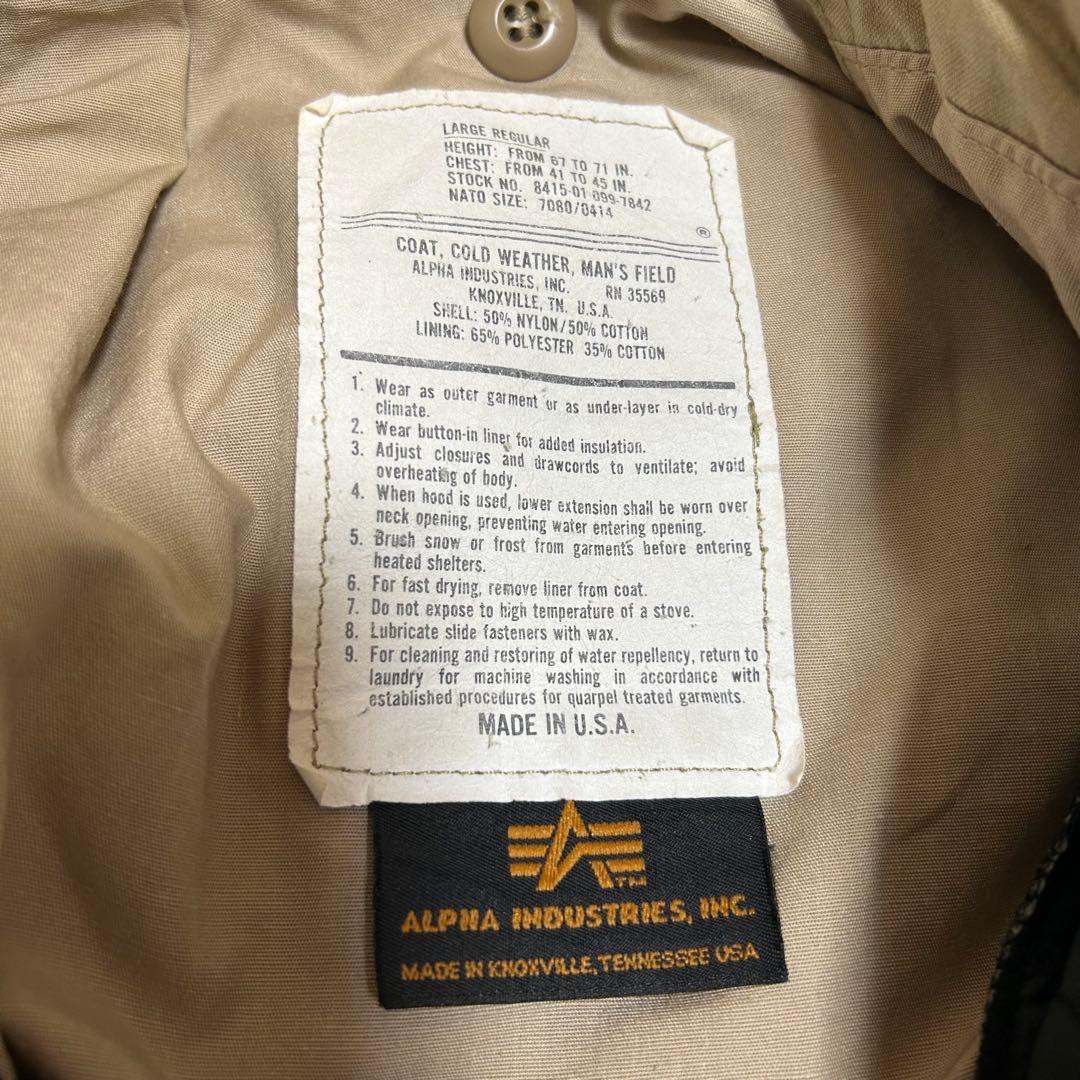 LARGE REGULAR
HEIGHT: FROM 67 TO 71 IN.
CHEST: FROM 41 TO 45 IN.
STOCK NO. 8415-01-099-7842
NATO SIZE: 7080/0414
®
COAT, COLD WEATHER, MAN'S FIELD
ALPHA INDUSTRIES, INC. RN 35569
KNOXVILLE, TN. U.S.A.
SHELL: 50% NYLON/50% COTTON
LINING: 65% POLYESTER 35% COTTON
1. Wear as outer garment or as under-layer in cold-dry
climate.
2. Wear button-in liner for added insulation.
3. Adjust closures and drawcords to ventilate; avoid
overheating of body.
4. When hood is used, lower extension shall be worn over
neck opening, preventing water entering opening.
5. Brush snow or frost from garments before entering
heated shelters.
6. For fast drying, remove liner from coat.
7. Do not expose to high temperature of a stove.
8. Lubricate slide fasteners with wax.
9. For cleaning and restoring of water repellency, return to
laundry for machine washing in accordance with
established procedures for quarpel treated garments.
MADE IN U.S.A.
TM
ALPHA INDUSTRIES, INC.
MADE IN KNOXVILLE, TENNESSEE USA